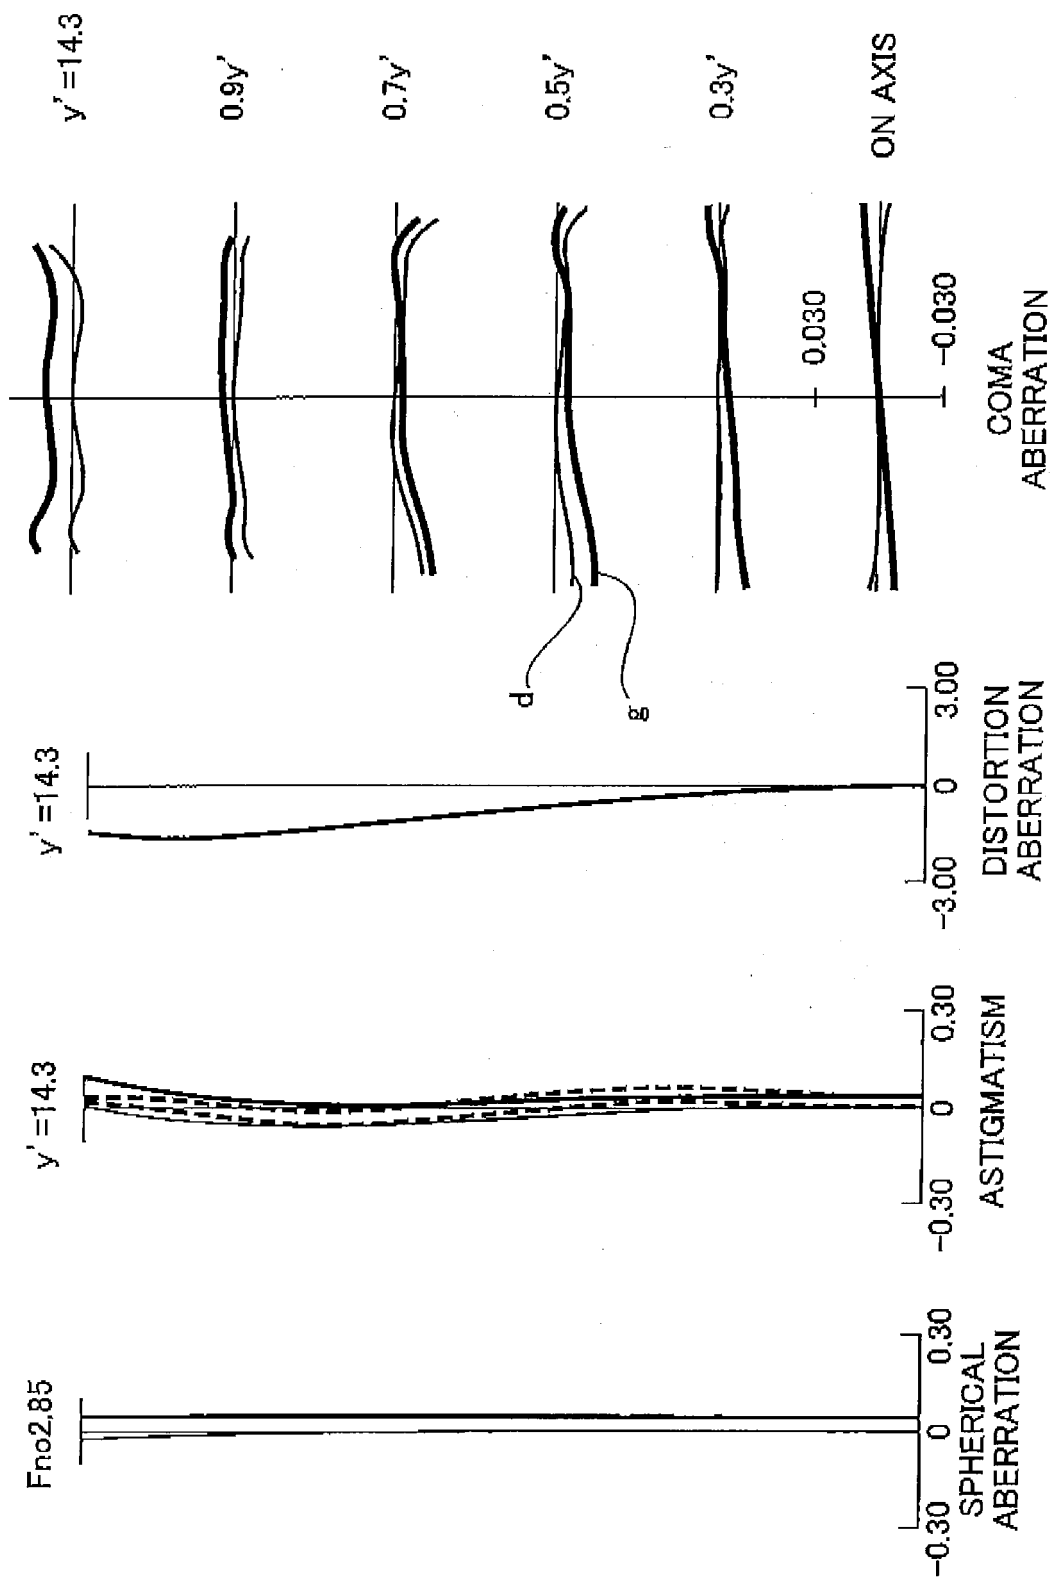 Fno2.85
-0.30
0
0.30
SPHERICAL
ABERRATION
y'=14.3
-0.30
0
0.30
ASTIGMATISM
y'=14.3
-3.00
0
3.00
DISTORTION
ABERRATION
y'=14.3
0.9y'
0.7y'
0.5y'
0.3y'
ON AXIS
d
g
0.030
-0.030
COMA
ABERRATION